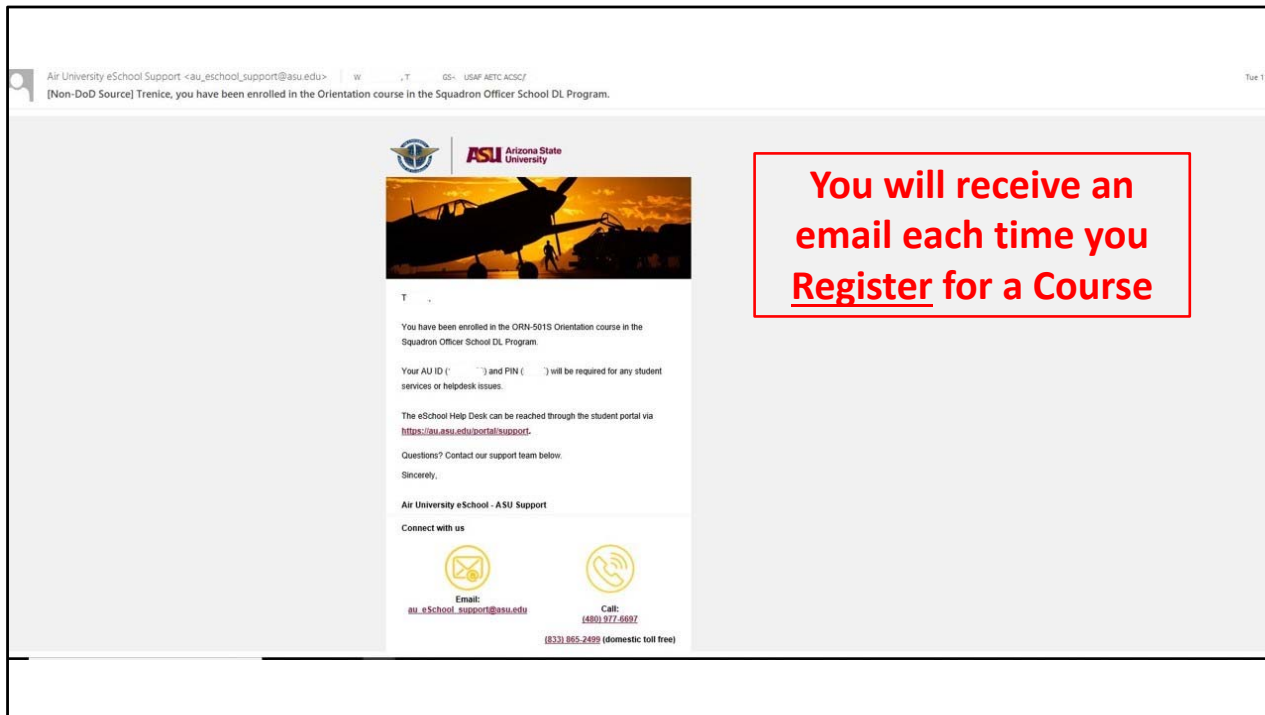 Air University eSchool Support <au_eschool_support@asu.edu> W , T GS- USAF AETC ACSC/
Tue 1
[Non-DoD Source] Trenice, you have been enrolled in the Orientation course in the Squadron Officer School DL Program.
ASU Arizona State
University
You will receive an
email each time you
Register for a Course
T ,
You have been enrolled in the ORN-501S Orientation course in the
Squadron Officer School DL Program.
Your AU ID ( ) and PIN ( ) will be required for any student
services or helpdesk issues.
The eSchool Help Desk can be reached through the student portal via
https://au.asu.edu/portal/support.
Questions? Contact our support team below.
Sincerely,
Air University eSchool - ASU Support
Connect with us
Email:
au_eSchool_support@asu.edu
Call:
(480) 977-6697
(833) 865-2499 (domestic toll free)